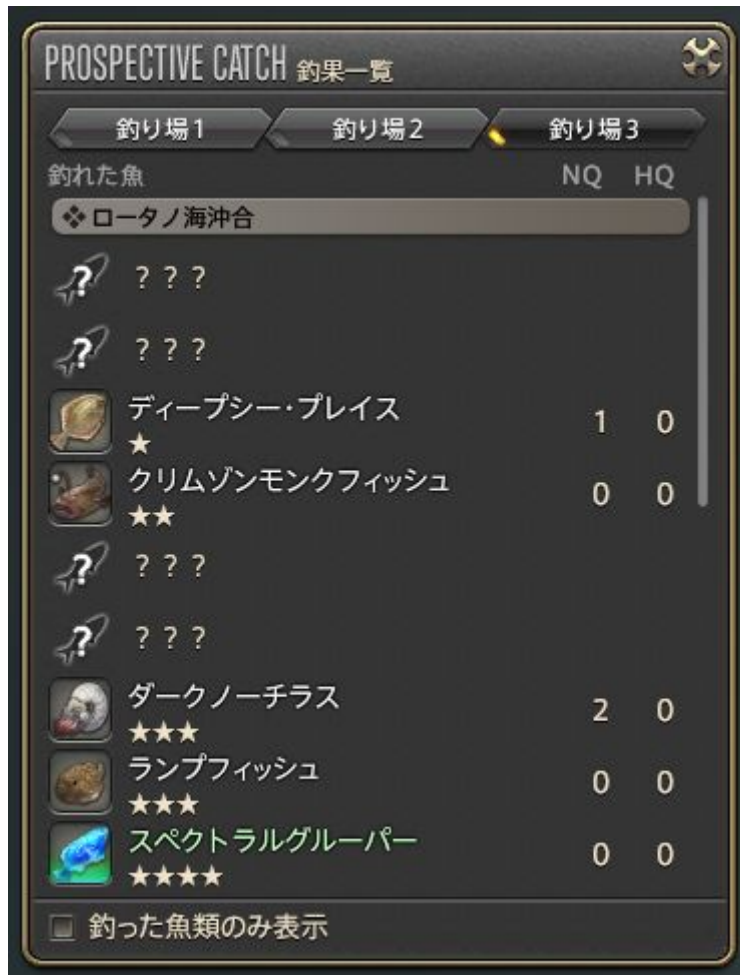 PROSPECTIVE CATCH 釣果一覧
釣り場1 釣り場2 釣り場3
釣れた魚 NQ HQ
ロータノ海沖合
？？？
？？？
ディープシー・プレイス
★
1 0
クリムゾンモンクフィッシュ
★★
0 0
？？？
？？？
ダークノーチラス
★★★
2 0
ランプフィッシュ
★★★
0 0
スペクトラルグルーパー
★★★★
0 0
釣った魚類のみ表示